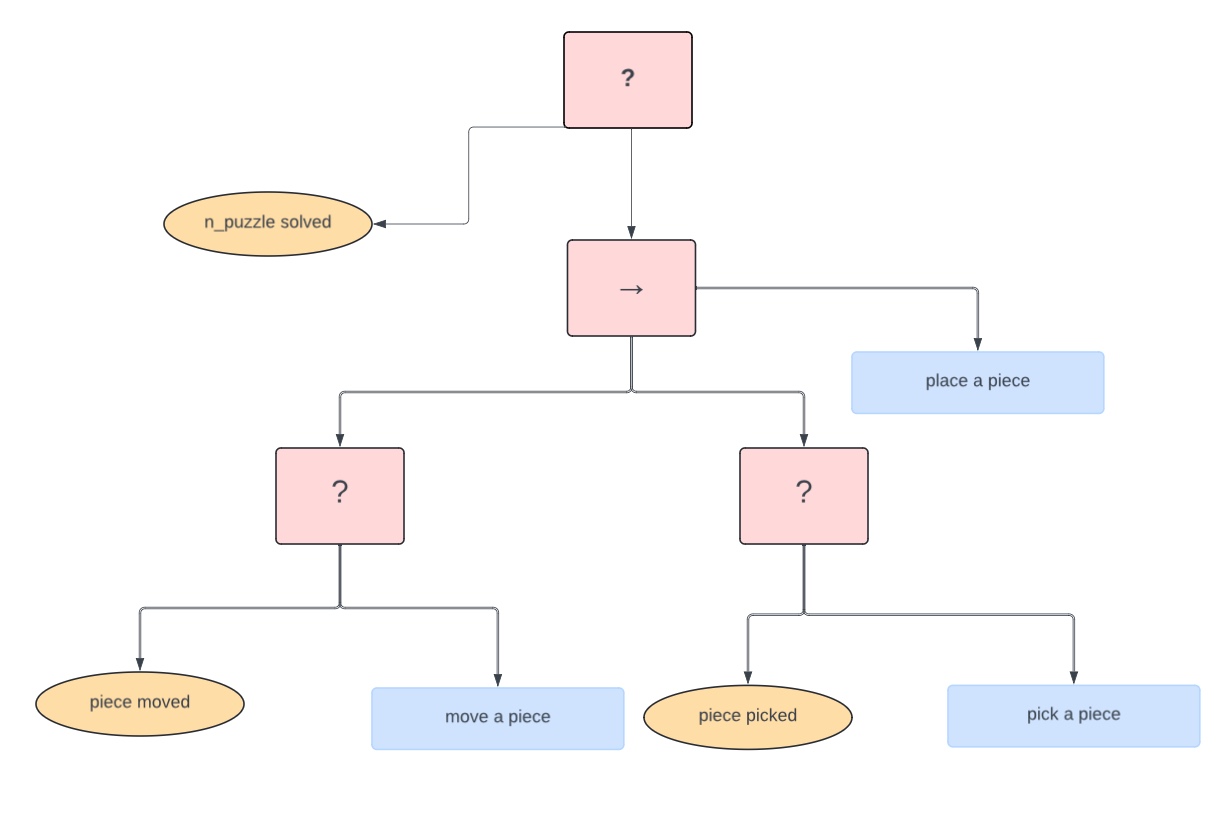 ?
n_puzzle solved
→
place a piece
?
?
piece moved
move a piece
piece picked
pick a piece